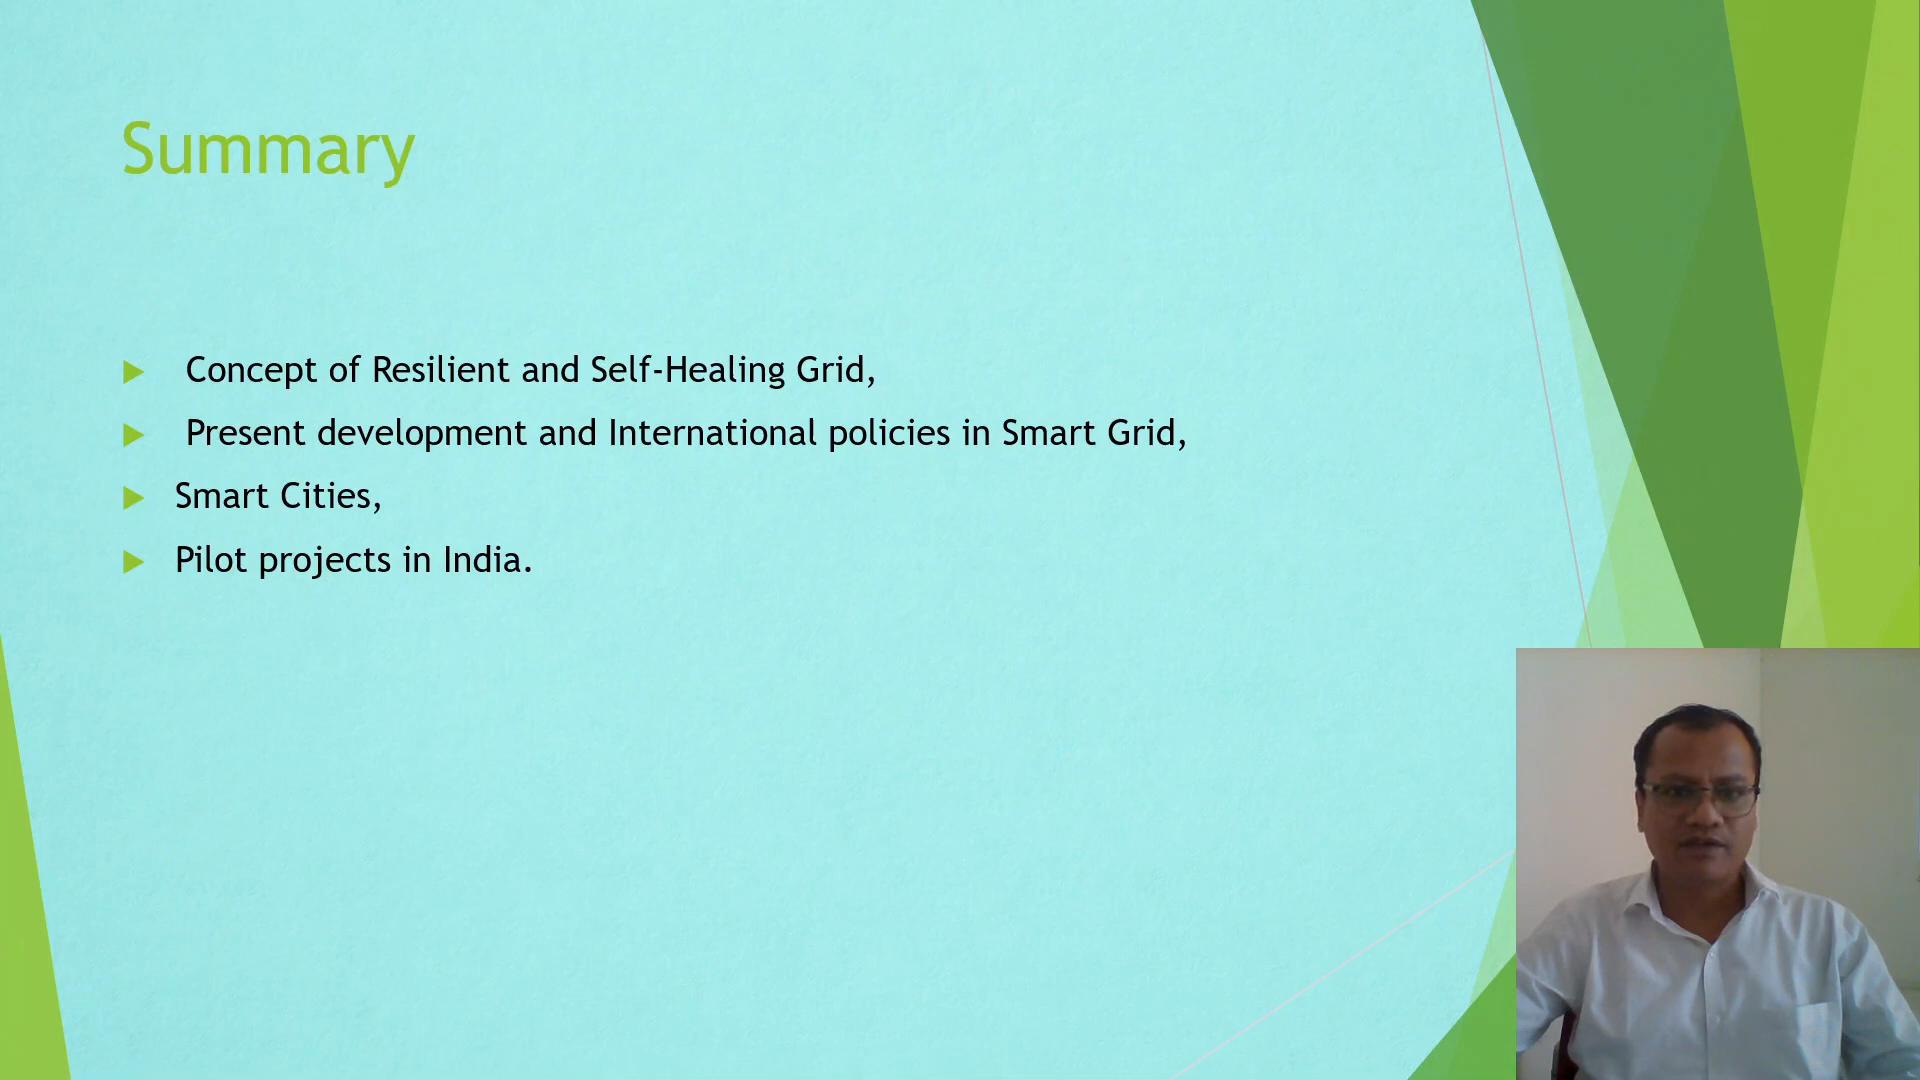 Summary
Concept of Resilient and Self-Healing Grid,
Present development and International policies in Smart Grid,
Smart Cities,
Pilot projects in India.